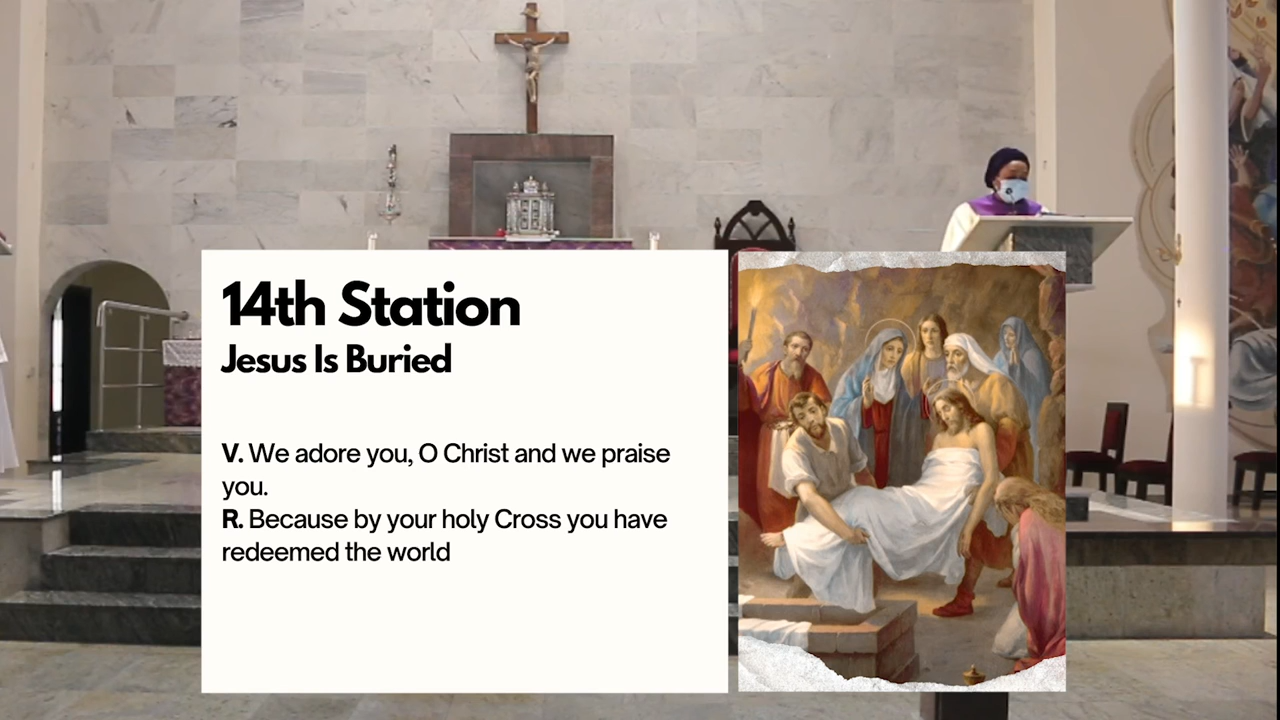 14th Station
Jesus Is Buried
V. We adore you, O Christ and we praise
you.
R. Because by your holy Cross you have
redeemed the world